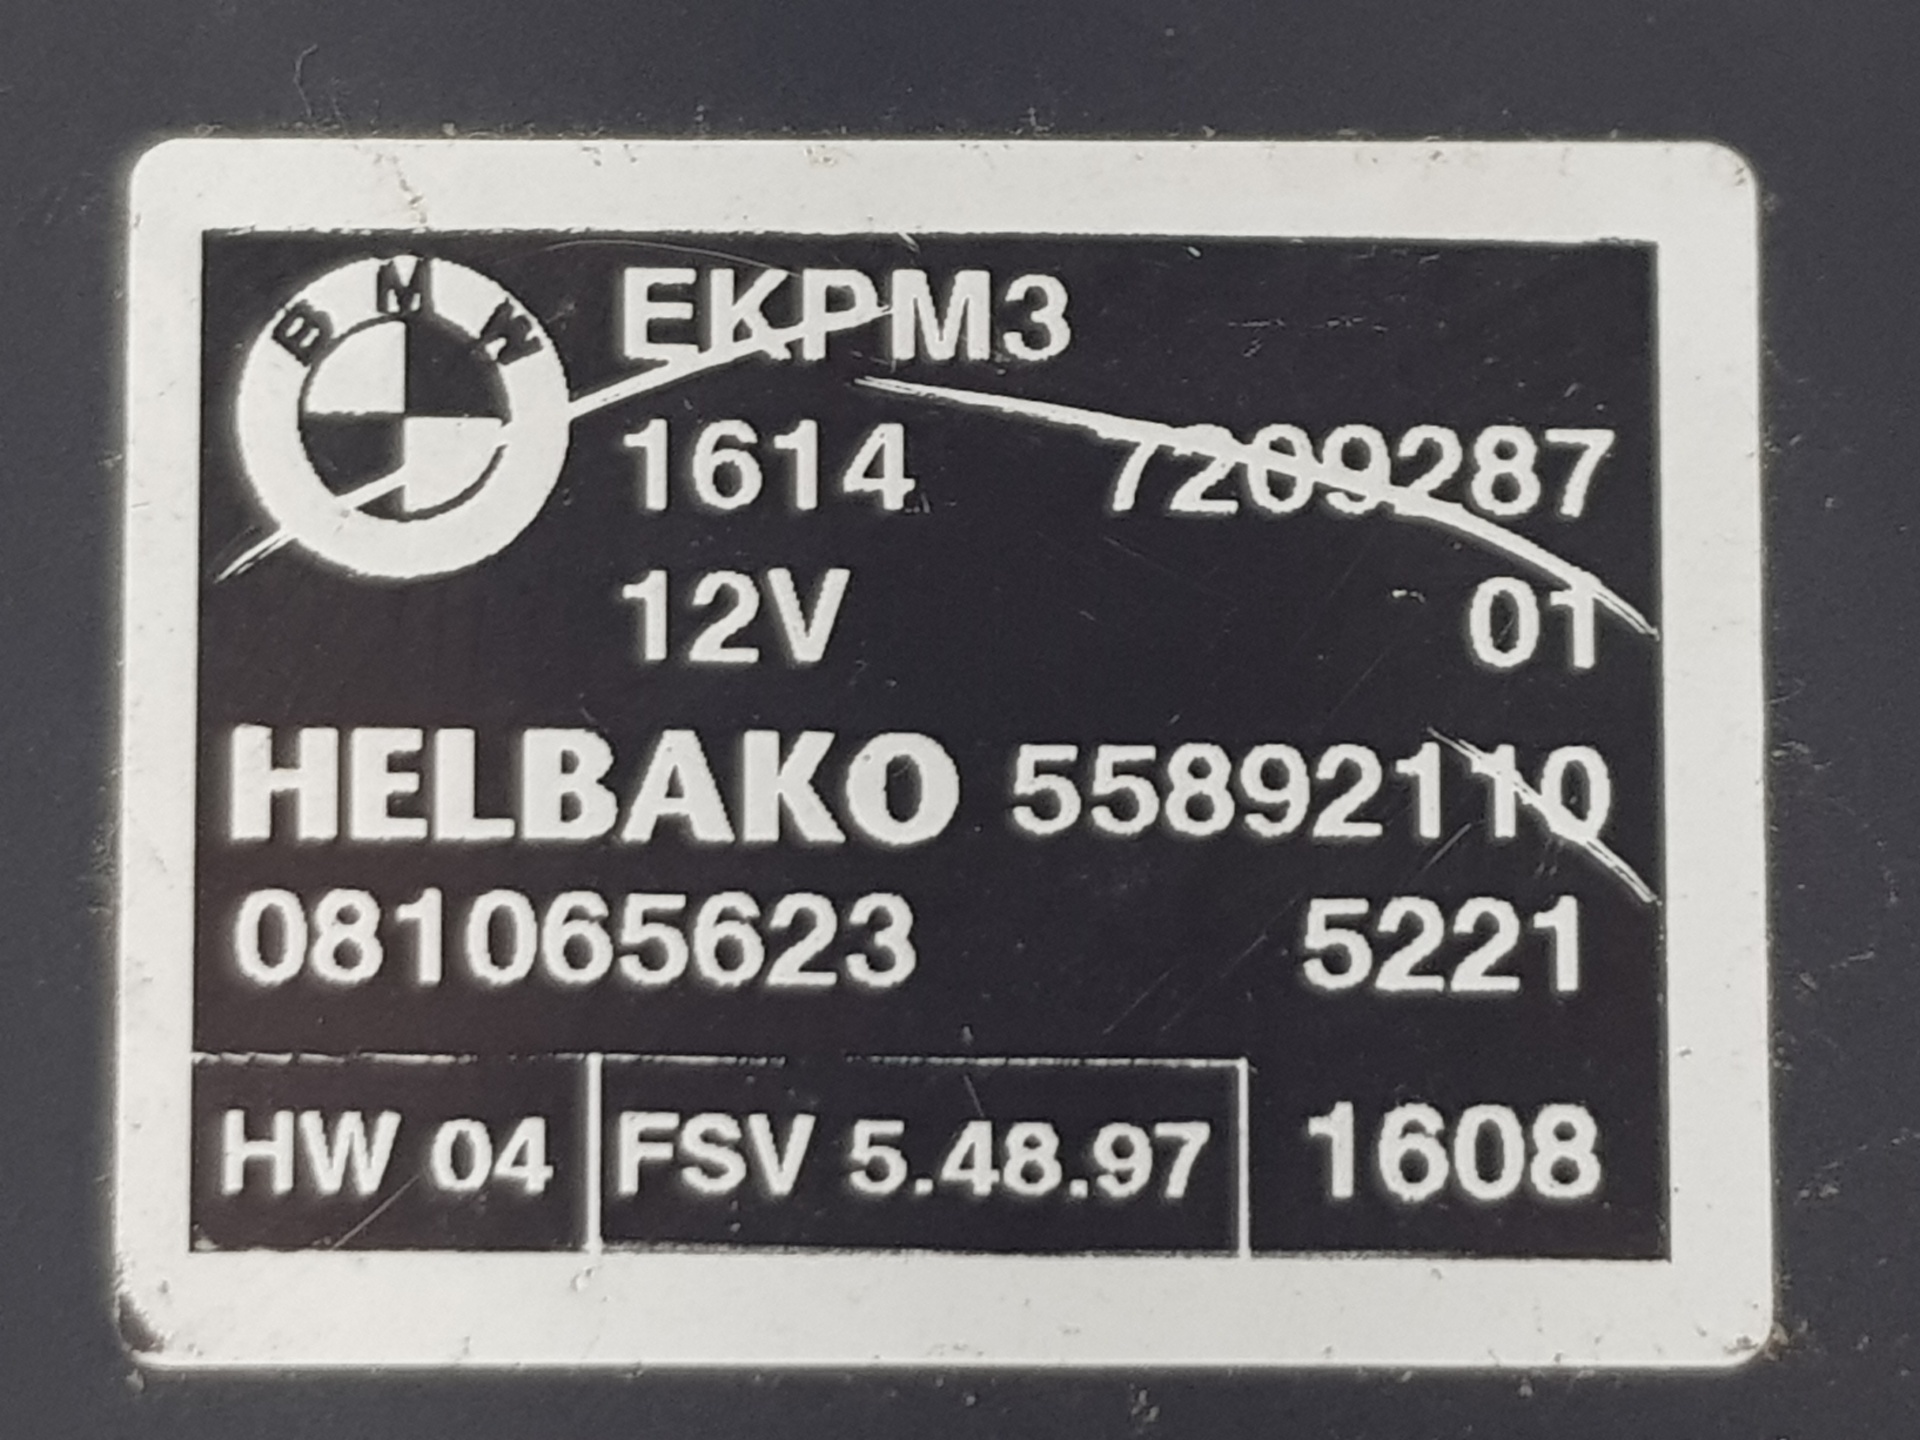 BMW EKPM3
1614 7209287
12V 01
HELBAKO 55892110
081065623 5221
HW 04 FSV 5.48.97 1608